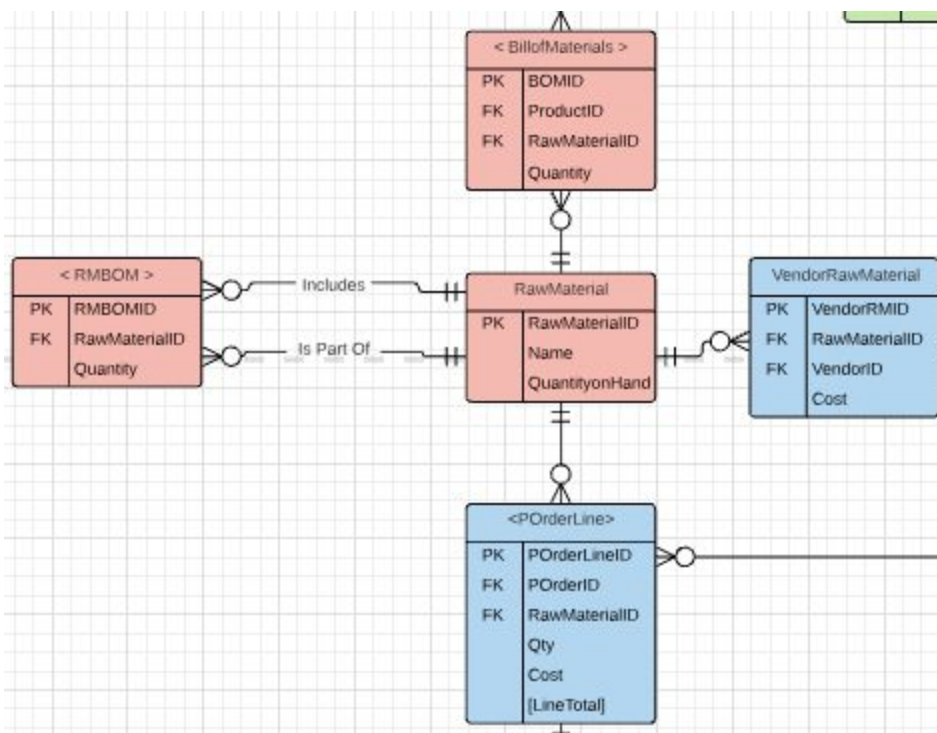 < BillofMaterials >
PK BOMID
FK ProductID
FK RawMaterialID
Quantity
< RMBOM >
PK RMBOMID
FK RawMaterialID
Quantity
Includes
Is Part Of
RawMaterial
PK RawMaterialID
Name
QuantityonHand
VendorRawMaterial
PK VendorRMID
FK RawMaterialID
FK VendorID
Cost
<POrderLine>
PK POrderLineID
FK POrderID
FK RawMaterialID
Qty
Cost
[LineTotal]